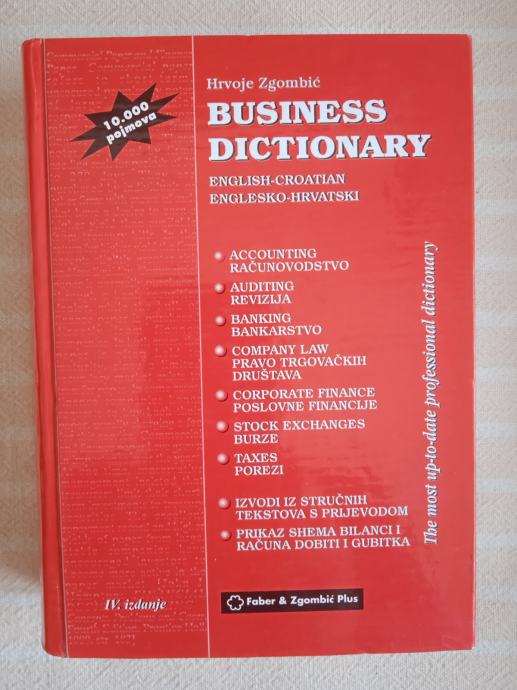 10.000
pojmova
Hrvoje Zgombić
BUSINESS
DICTIONARY
ENGLISH-CROATIAN
ENGLESKO-HRVATSKI
ACCOUNTING
RAČUNOVODSTVO
AUDITING
REVIZIJA
BANKING
BANKARSTVO
COMPANY LAW
PRAVO TRGOVAČKIH
DRUŠTAVA
CORPORATE FINANCE
POSLOVNE FINANCIJE
STOCK EXCHANGES
BURZE
TAXES
POREZI
IZVODI IZ STRUČNIH
TEKSTOVA S PRIJEVODOM
PRIKAZ SHEMA BILANCI I
RAČUNA DOBITI I GUBITKA
The most up-to-date professional dictionary
IV. izdanje
Faber & Zgombić Plus